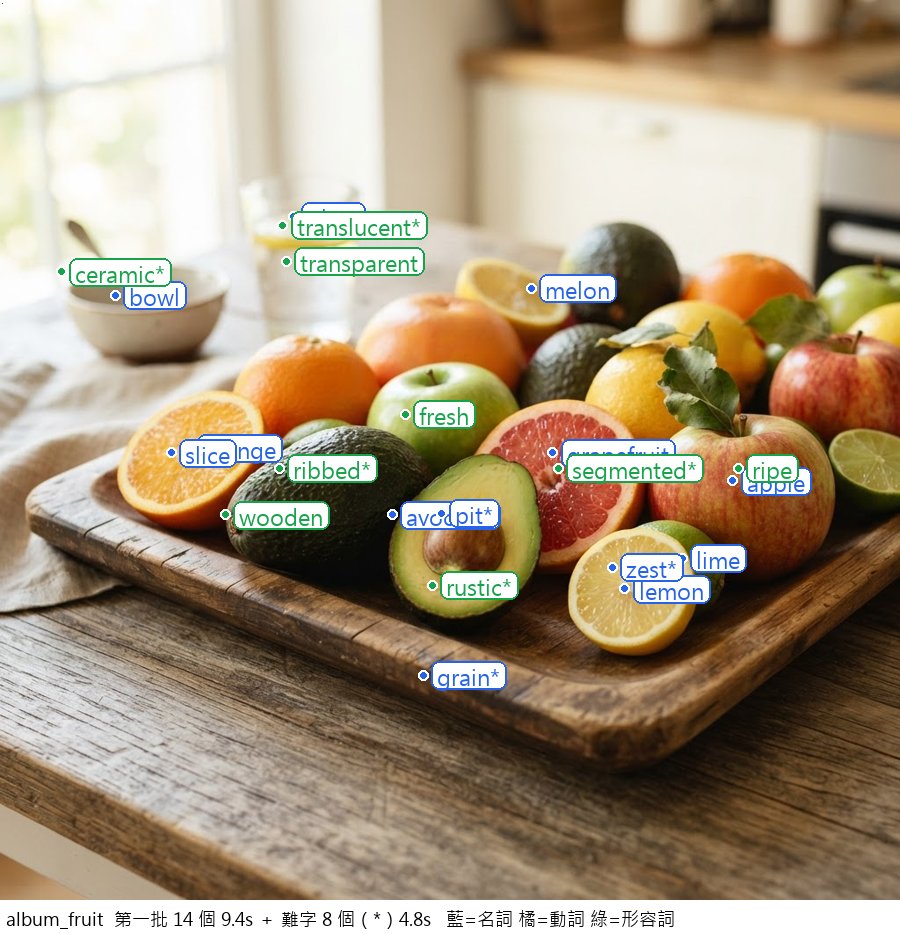 translucent*
transparent
ceramic*
bowl
melon
fresh
slice
nge
ribbed*
segmented*
ripe
apple
wooden
pit*
lime
zest*
lemon
rustic*
grain*
album_fruit 第一批 14 個 9.4s + 難字 8 個 ( * ) 4.8s 藍=名詞 橘=動詞 綠=形容詞